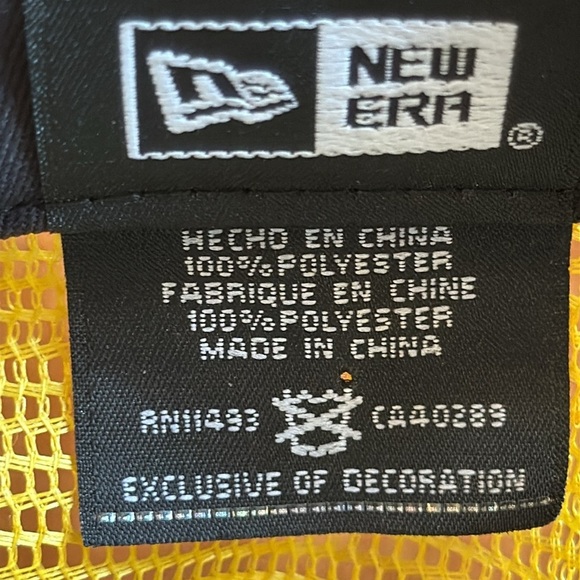 NEW
ERA®
HECHO EN CHINA
100% POLYESTER
FABRIQUE EN CHINE
100% POLYESTER
MADE IN CHINA
RN11493 CA40289
EXCLUSIVE OF DECORATION